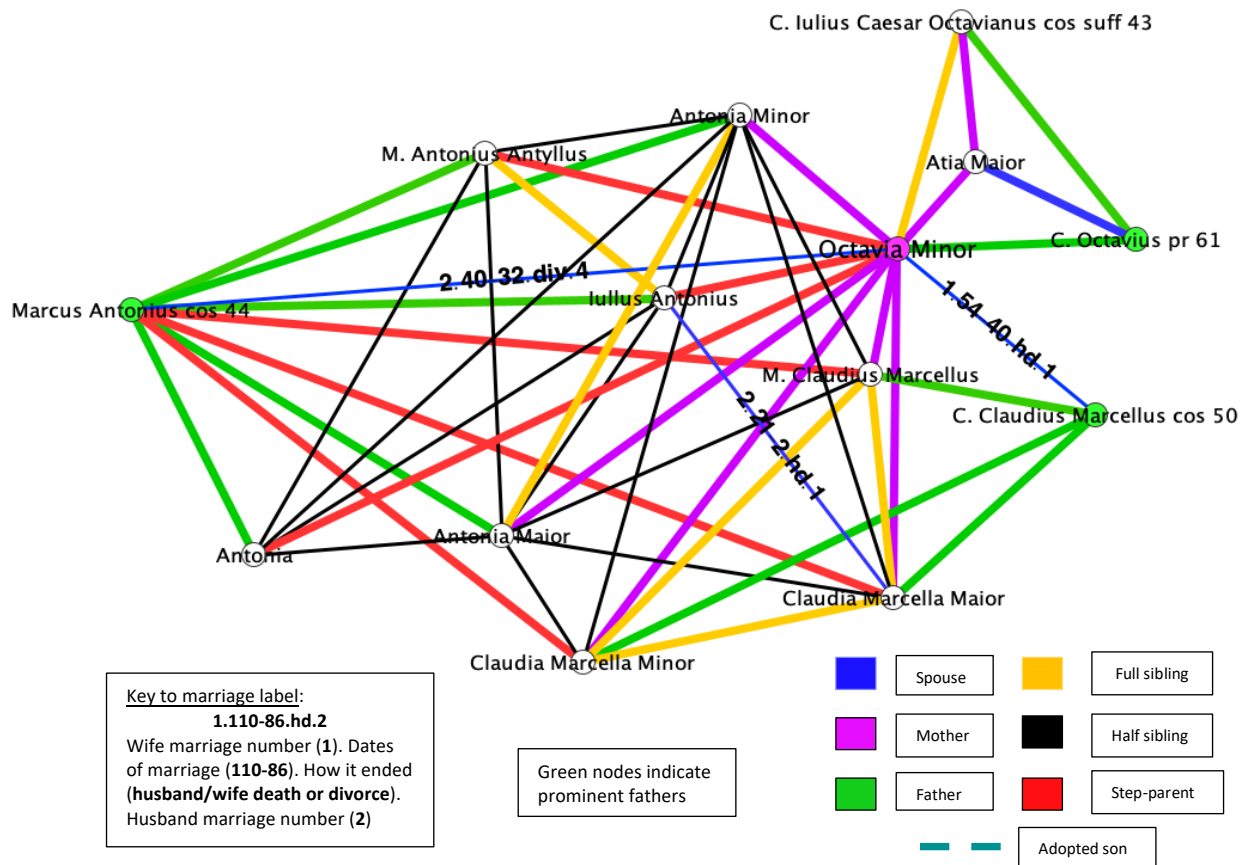 C. Iulius Caesar Octavianus cos suff 43
Antonia Minor
M. Antonius Antyllus
Atia Maior
Octavia Minor
C. Octavius pr 61
2.40-32.div.4
Iullus Antonius
Marcus Antonius cos 44
1.54-40.hd.1
M. Claudius Marcellus
C. Claudius Marcellus cos 50
2.21-2.hd.1
Antonia Maior
Antonia
Claudia Marcella Maior
Claudia Marcella Minor
Key to marriage label:
1.110-86.hd.2
Wife marriage number (1). Dates
of marriage (110-86). How it ended
(husband/wife death or divorce).
Husband marriage number (2)
Green nodes indicate
prominent fathers
Spouse
Full sibling
Mother
Half sibling
Father
Step-parent
Adopted son